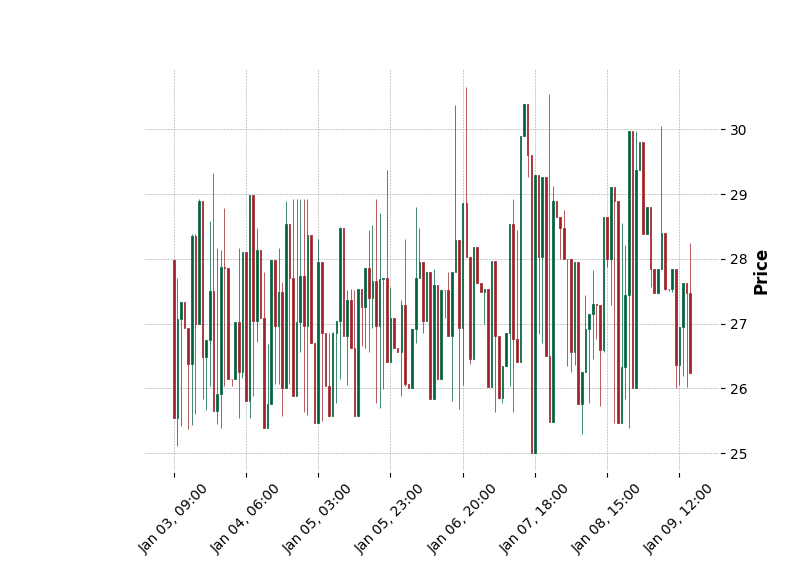 30
29
28
27
26
25
Price
Jan 03, 09:00
Jan 04, 06:00
Jan 05, 03:00
Jan 05, 23:00
Jan 06, 20:00
Jan 07, 18:00
Jan 08, 15:00
Jan 09, 12:00